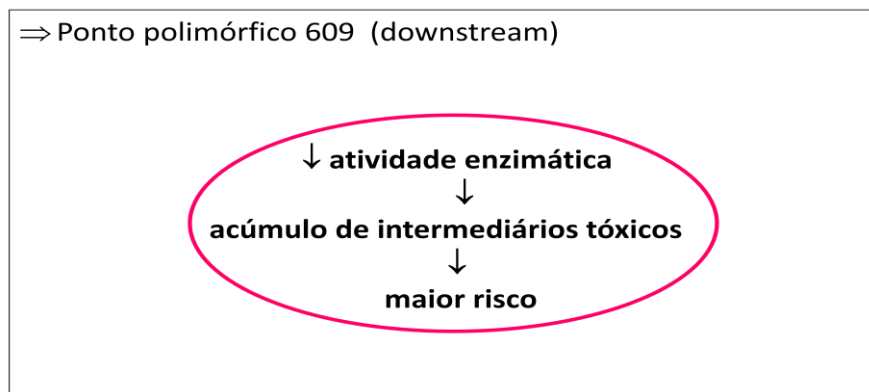 ⇒ Ponto polimórfico 609 (downstream)
↓ atividade enzimática
↓
acúmulo de intermediários tóxicos
↓
maior risco